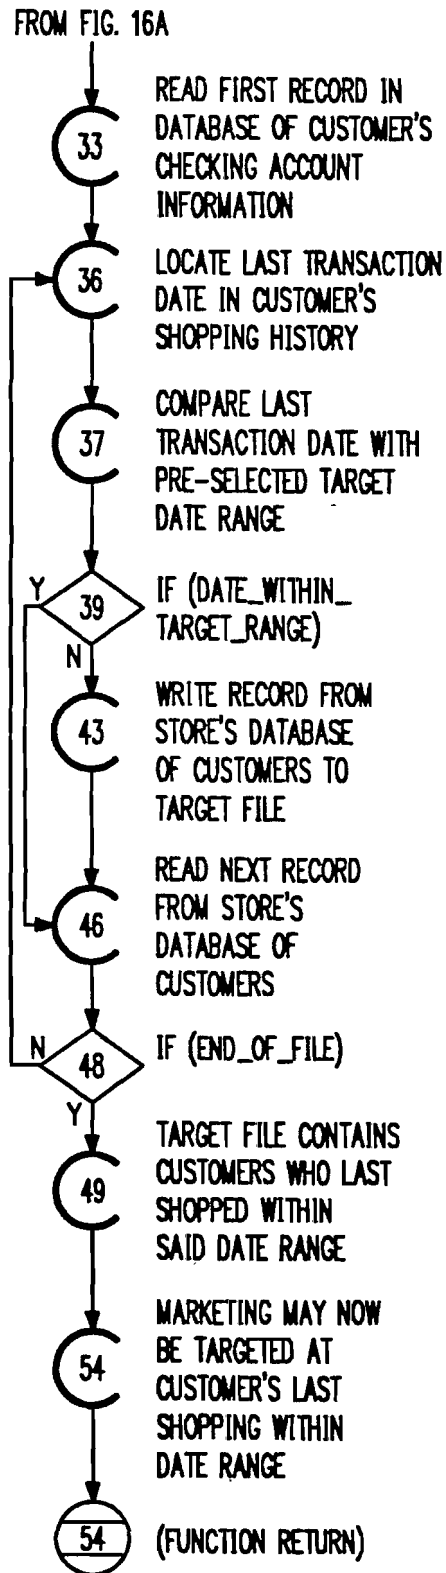 FROM FIG. 16A
33
READ FIRST RECORD IN
DATABASE OF CUSTOMER'S
CHECKING ACCOUNT
INFORMATION
36
LOCATE LAST TRANSACTION
DATE IN CUSTOMER'S
SHOPPING HISTORY
37
COMPARE LAST
TRANSACTION DATE WITH
PRE-SELECTED TARGET
DATE RANGE
Y
39
IF (DATE_WITHIN_
TARGET_RANGE)
N
43
WRITE RECORD FROM
STORE'S DATABASE
OF CUSTOMERS TO
TARGET FILE
46
READ NEXT RECORD
FROM STORE'S
DATABASE OF
CUSTOMERS
N
48
IF (END_OF_FILE)
Y
49
TARGET FILE CONTAINS
CUSTOMERS WHO LAST
SHOPPED WITHIN
SAID DATE RANGE
54
MARKETING MAY NOW
BE TARGETED AT
CUSTOMER'S LAST
SHOPPING WITHIN
DATE RANGE
54
(FUNCTION RETURN)